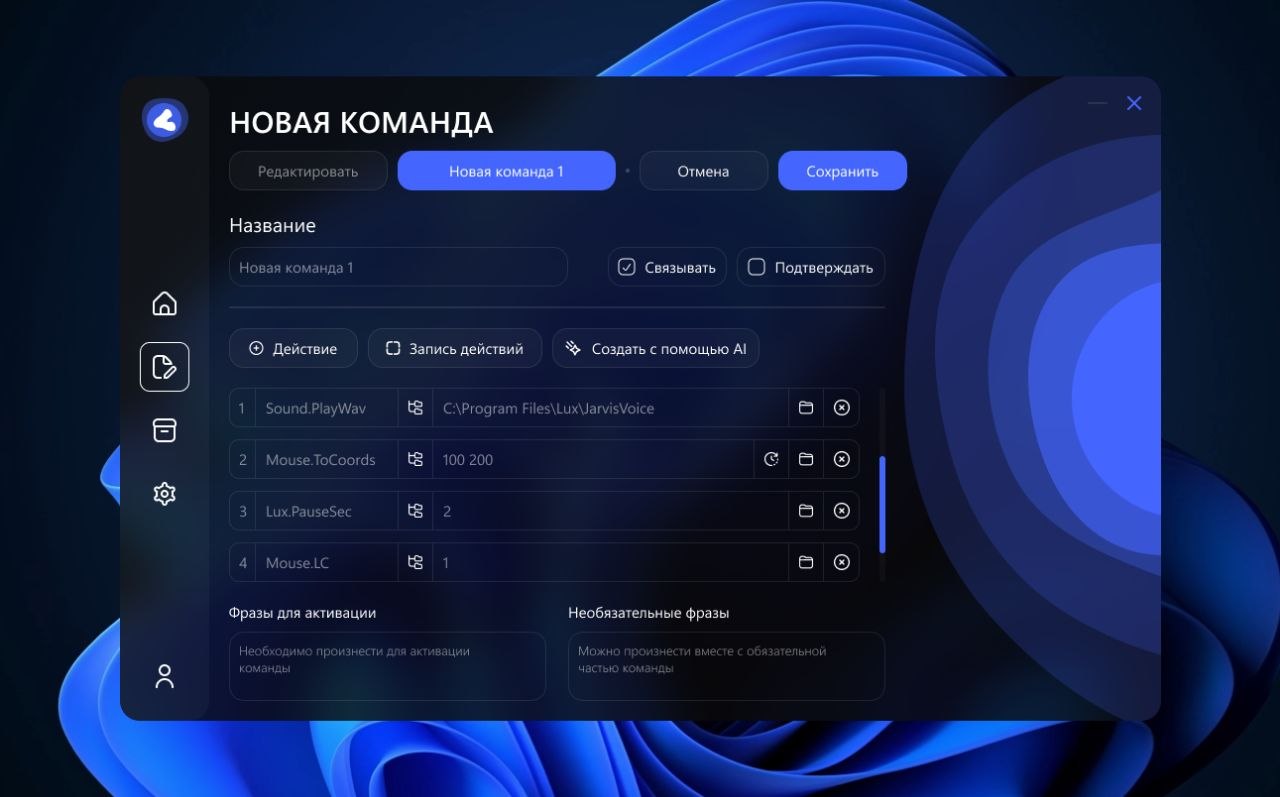 НОВАЯ КОМАНДА
Редактировать
Новая команда 1
Отмена
Сохранить
Название
Новая команда 1
Связывать
Подтверждать
Действие
Запись действий
Создать с помощью AI
1 Sound.PlayWav C:\Program Files\Lux\JarvisVoice
2 Mouse.ToCoords 100 200
3 Lux.PauseSec 2
4 Mouse.LC 1
Фразы для активации
Необходимо произнести для активации
команды
Необязательные фразы
Можно произнести вместе с обязательной
частью команды